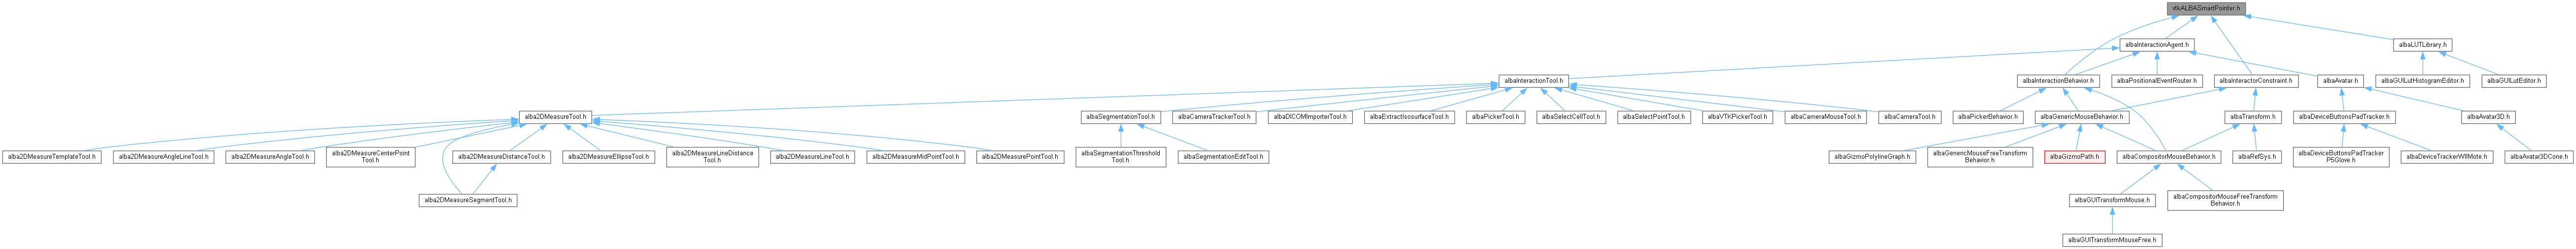 vtkALBASmartPointer.h
albaInteractionAgent.h
albaLUTLibrary.h
albaInteractionTool.h
albaInteractionBehavior.h
albaPositionalEventRouter.h
albaInteractorConstraint.h
albaAvatar.h
albaGUILutHistogramEditor.h
albaGUILutEditor.h
alba2DMeasureTool.h
albaSegmentationTool.h
albaCameraTrackerTool.h
albaDICOMImporterTool.h
albaExtractIsosurfaceTool.h
albaPickerTool.h
albaSelectCellTool.h
albaSelectPointTool.h
albaVTKPickerTool.h
albaCameraMouseTool.h
albaCameraTool.h
albaPickerBehavior.h
albaGenericMouseBehavior.h
albaTransform.h
albaDeviceButtonsPadTracker.h
albaAvatar3D.h
alba2DMeasureTemplateTool.h
alba2DMeasureAngleLineTool.h
alba2DMeasureAngleTool.h
alba2DMeasureCenterPoint
Tool.h
alba2DMeasureDistanceTool.h
alba2DMeasureEllipseTool.h
alba2DMeasureLineDistance
Tool.h
alba2DMeasureLineTool.h
alba2DMeasureMidPointTool.h
alba2DMeasurePointTool.h
albaSegmentationThreshold
Tool.h
albaSegmentationEditTool.h
albaGizmoPolylineGraph.h
albaGenericMouseFreeTransform
Behavior.h
albaGizmoPath.h
albaCompositorMouseBehavior.h
albaRefSys.h
albaDeviceButtonsPadTracker
P5Glove.h
albaDeviceTrackerWIIMote.h
albaAvatar3DCone.h
alba2DMeasureSegmentTool.h
albaGUITransformMouse.h
albaCompositorMouseFreeTransform
Behavior.h
albaGUITransformMouseFree.h